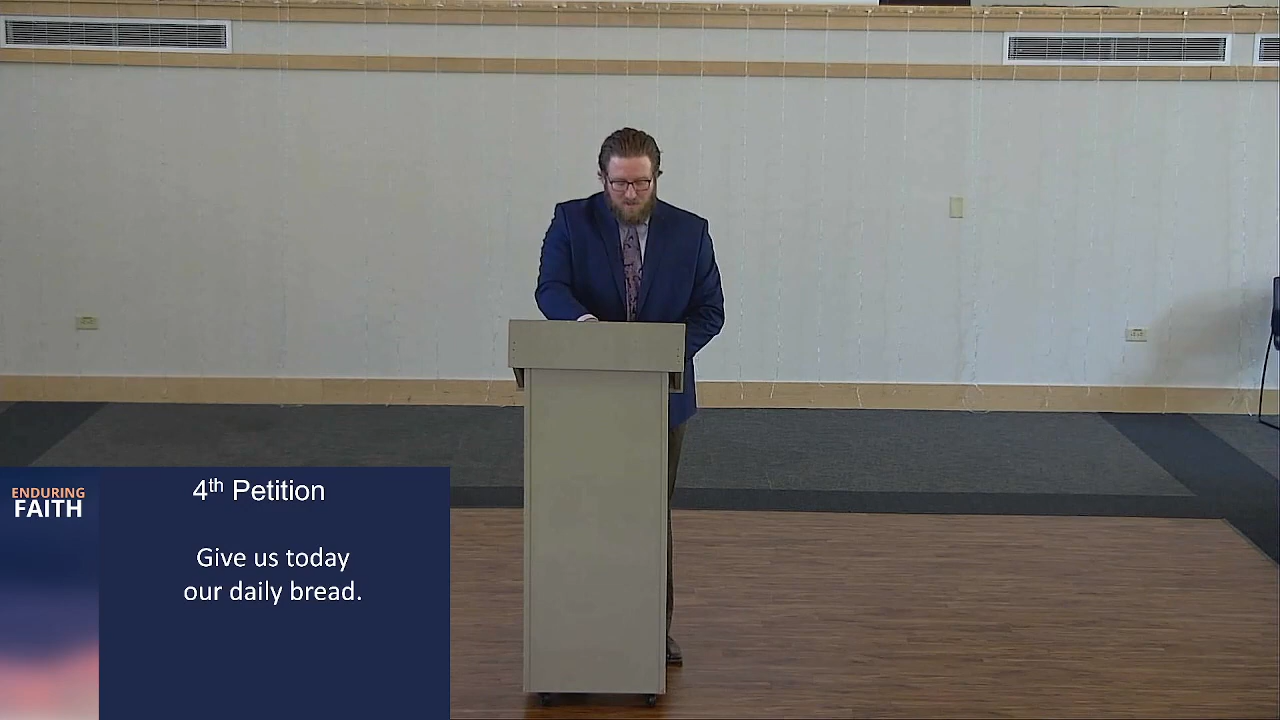 ENDURING
FAITH
4th Petition
Give us today
our daily bread.